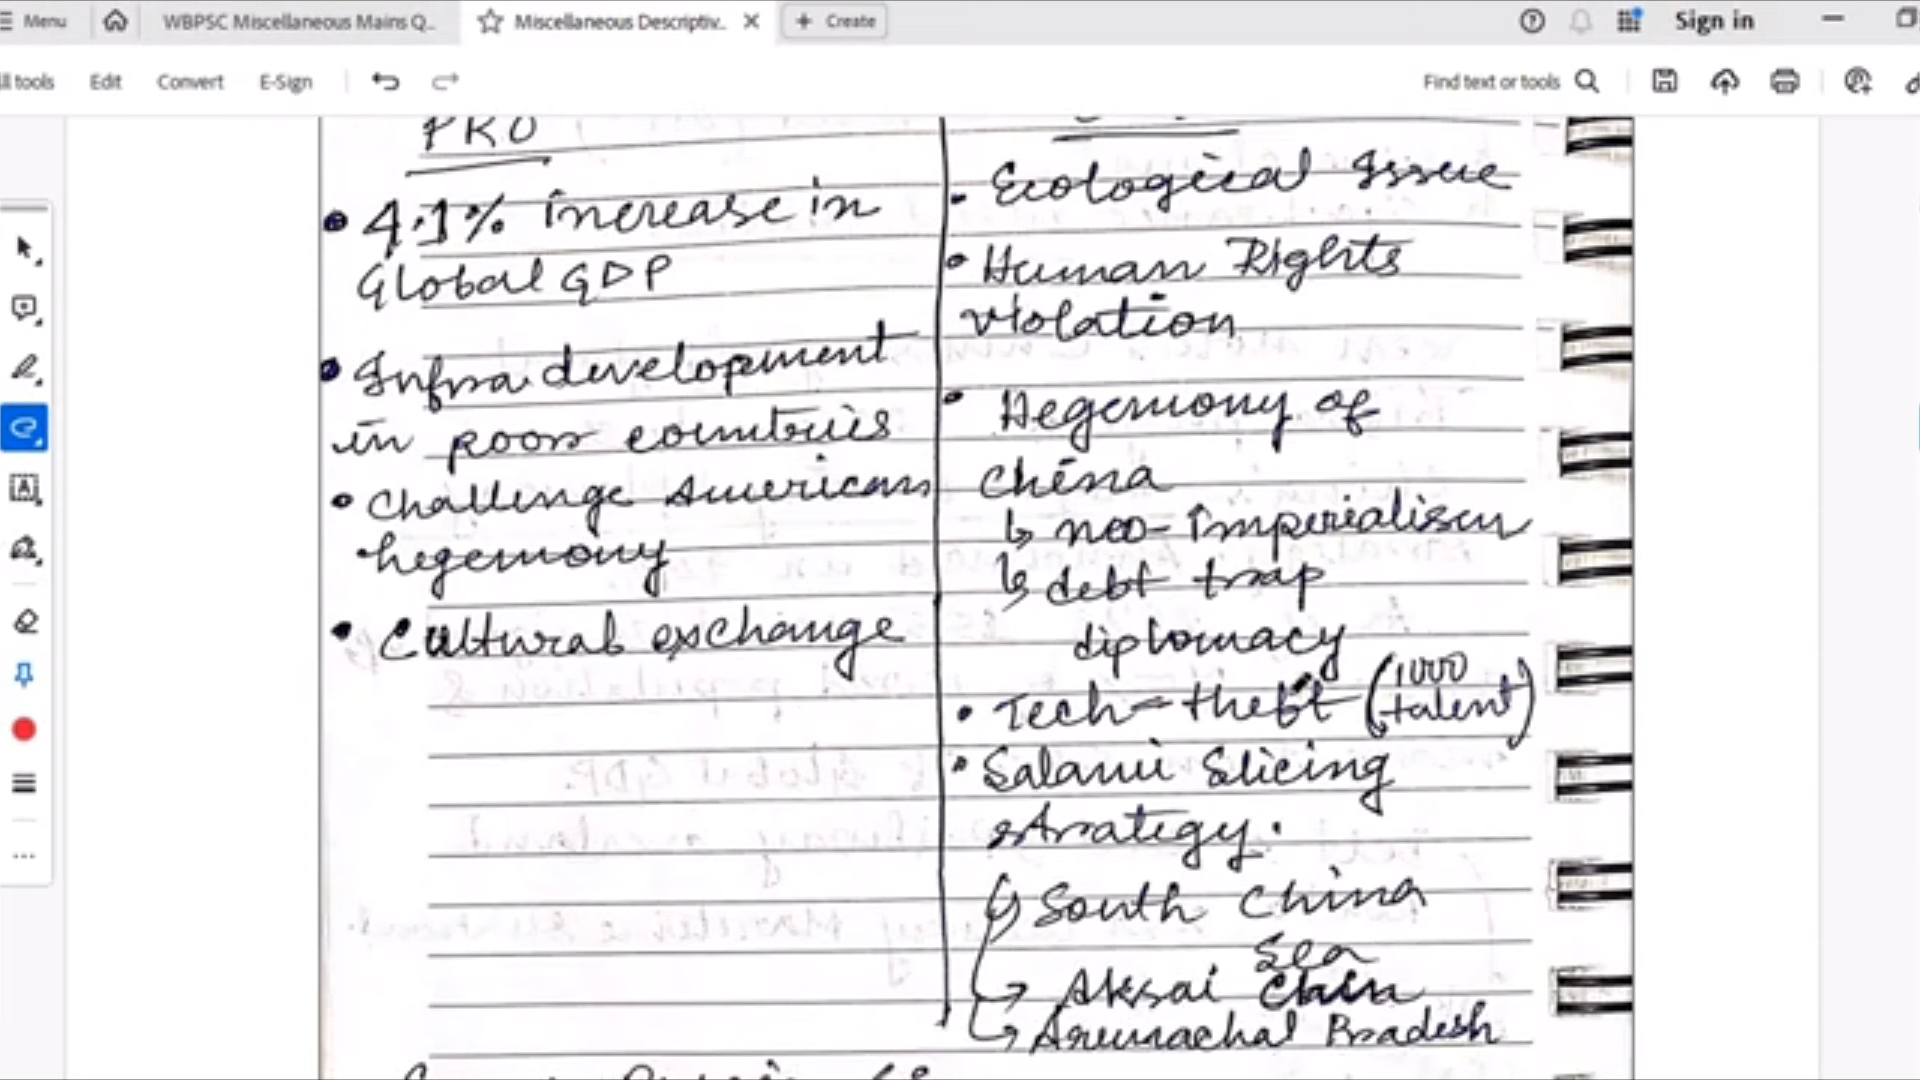 Menu
WBPSC Miscellaneous Mains Q...
Miscellaneous Descriptiv...
+ Create
Sign in
ll tools
Edit
Convert
E-Sign
Find text or tools
PRO
• 4.1% increase in
Global GDP
• Infra development
in poor countries
• Challenge American
hegemony
• Cultural exchange
• Ecological Issue
• Human Rights
violation
• Hegemony of
China
↳ neo-imperialism
↳ debt trap
diplomacy
• Tech-theft (1000
talent)
• Salami Slicing
strategy.
↳ South China
Sea
→ Aksai Chin
→ Arunachal Pradesh